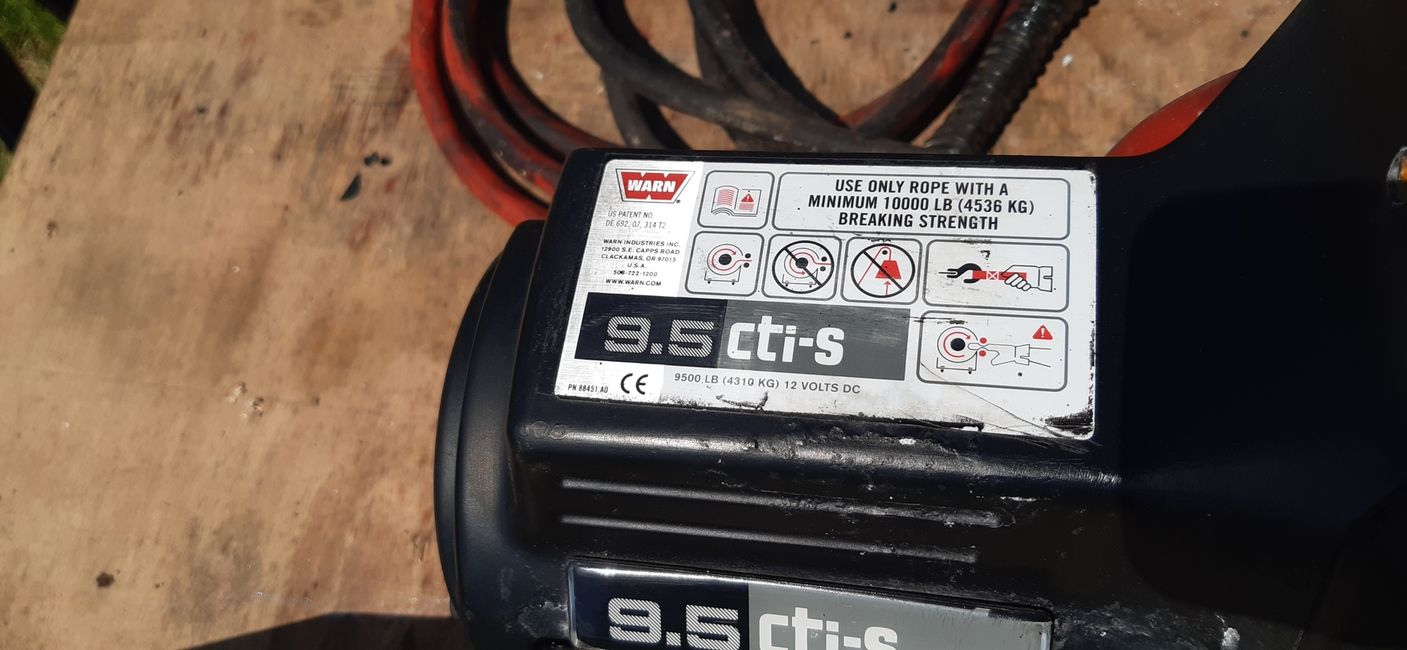 WARN
US PATENT NO.
DE 692, 07, 314 T2
WARN INDUSTRIES INC.
12900 S.E. CAPPS ROAD
CLACKAMAS, OR 97015
U.S.A.
503-722-1200
WWW.WARN.COM
USE ONLY ROPE WITH A
MINIMUM 10000 LB (4536 KG)
BREAKING STRENGTH
9.5 cti-s
PN 88451 A0 CE 9500 LB (4310 KG) 12 VOLTS DC
9.5 cti-s